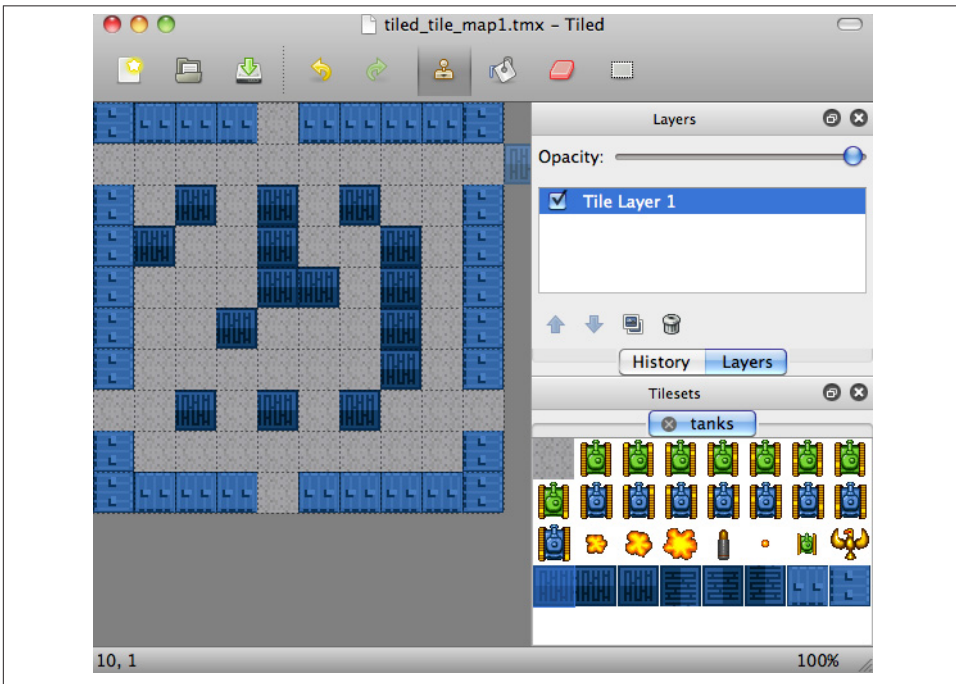 tiled_tile_map1.tmx – Tiled
Layers
Opacity:
Tile Layer 1
History
Layers
Tilesets
tanks
10, 1
100%